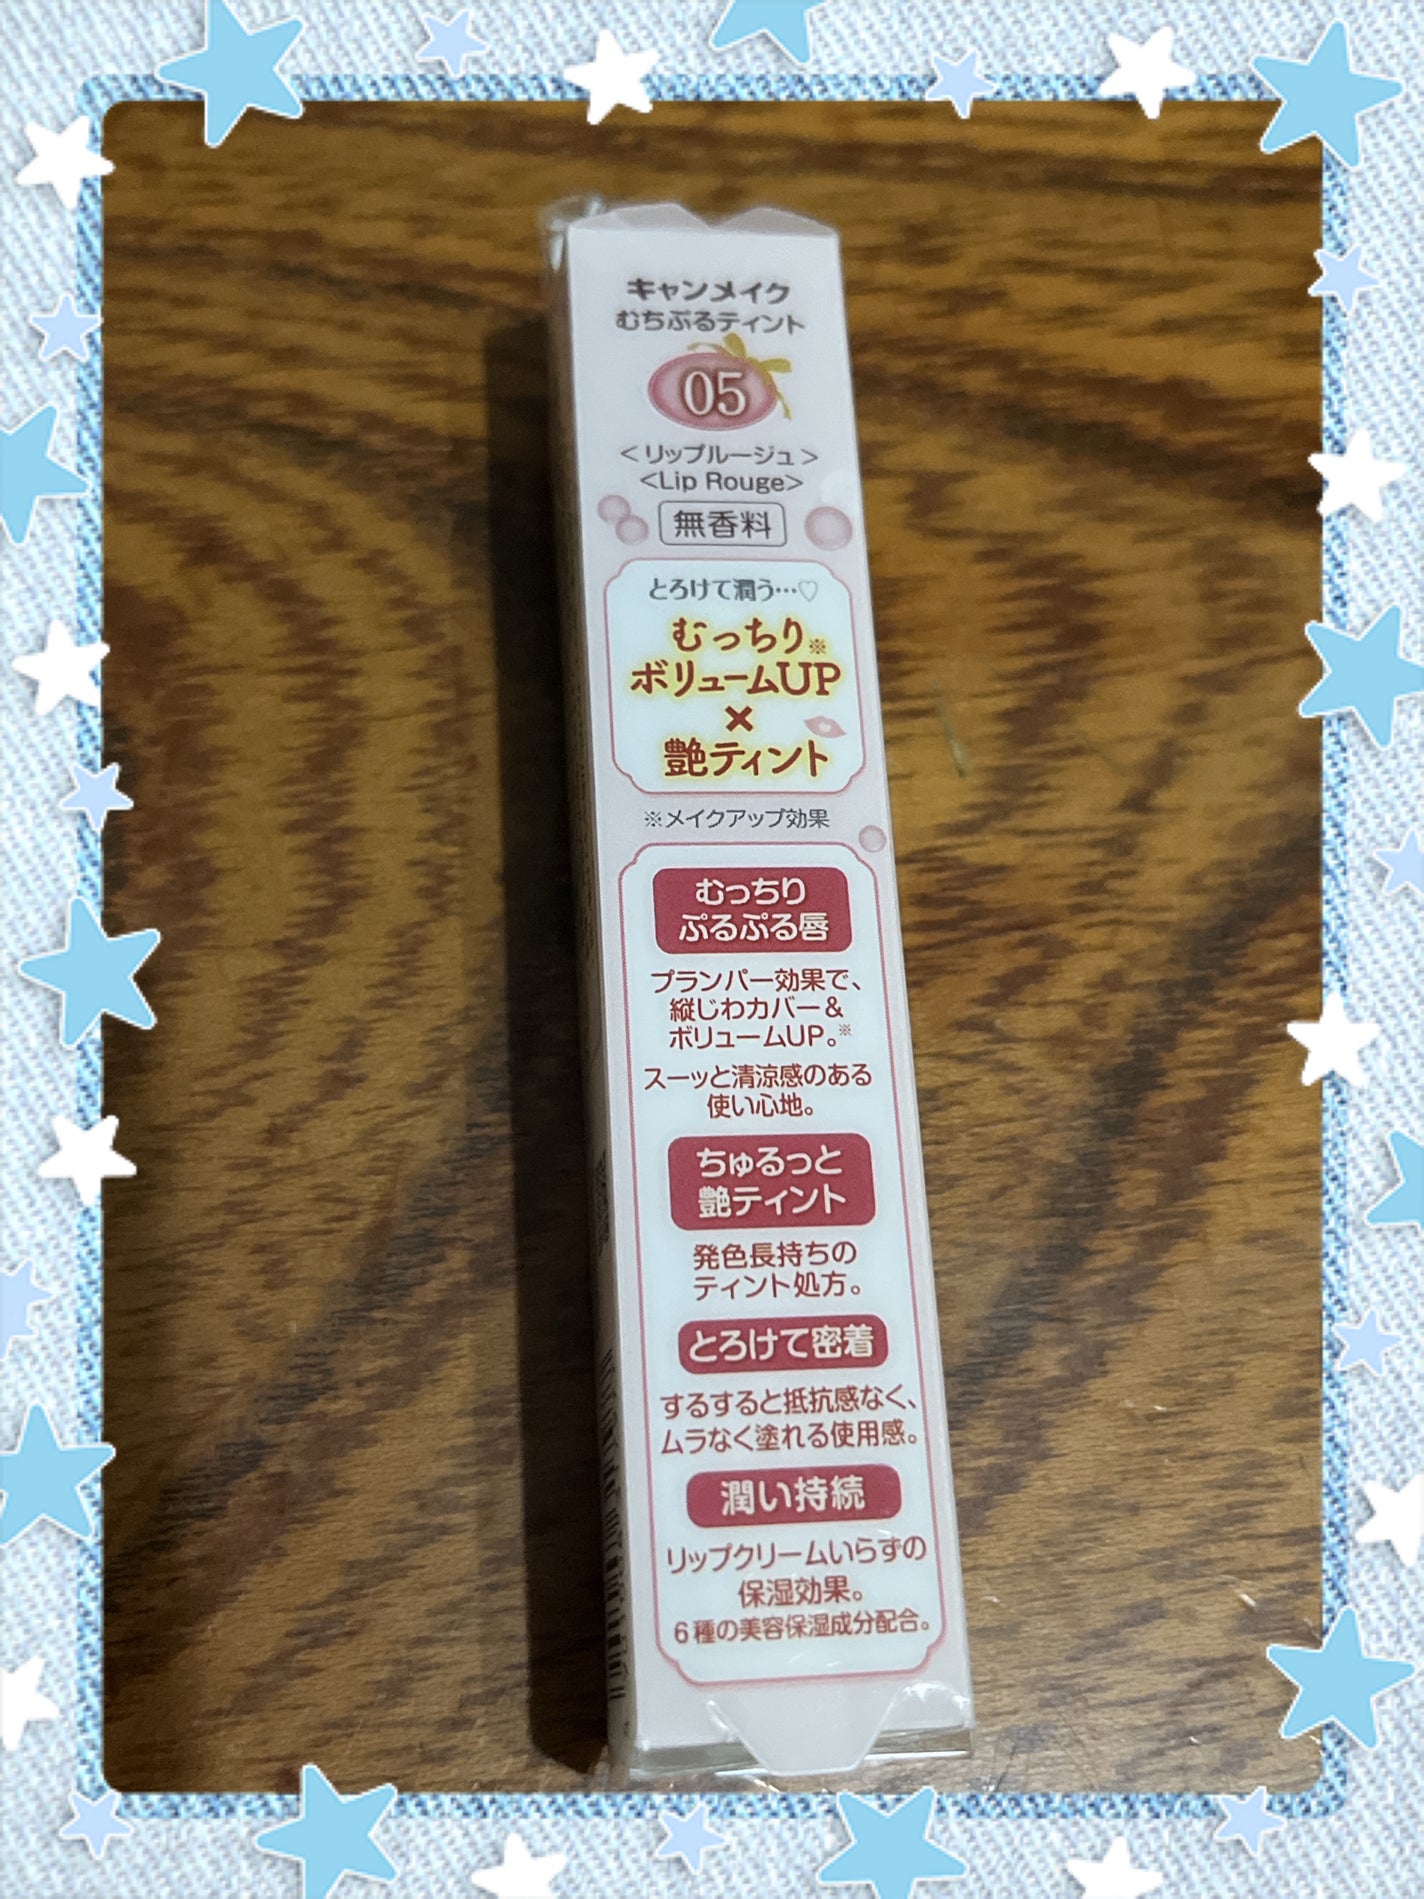 キャンメイク
むちぷるティント
05
＜リップルージュ＞
<Lip Rouge>
無香料
とろけて潤う…♡
むっちり※
ボリュームUP
×
艶ティント
※メイクアップ効果
むっちり
ぷるぷる唇
プランパー効果で、
縦じわカバー＆
ボリュームUP。※
スーッと清涼感のある
使い心地。
ちゅるっと
艶ティント
発色長持ちの
ティント処方。
とろけて密着
するすると抵抗感なく、
ムラなく塗れる使用感。
潤い持続
リップクリームいらずの
保湿効果。
6種の美容保湿成分配合。